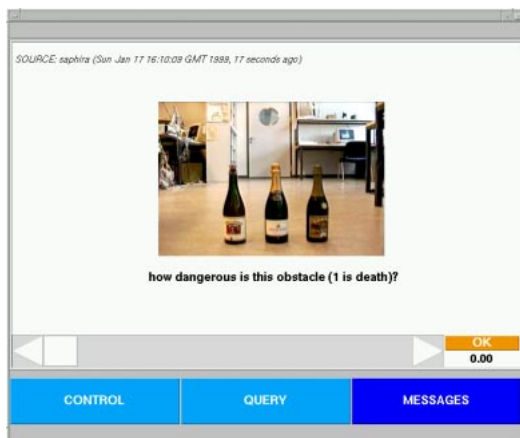 SOURCE: saphira (Sun Jan 17 16:10:09 GMT 1999, 17 seconds ago)
how dangerous is this obstacle (1 is death)?
OK
0.00
CONTROL
QUERY
MESSAGES